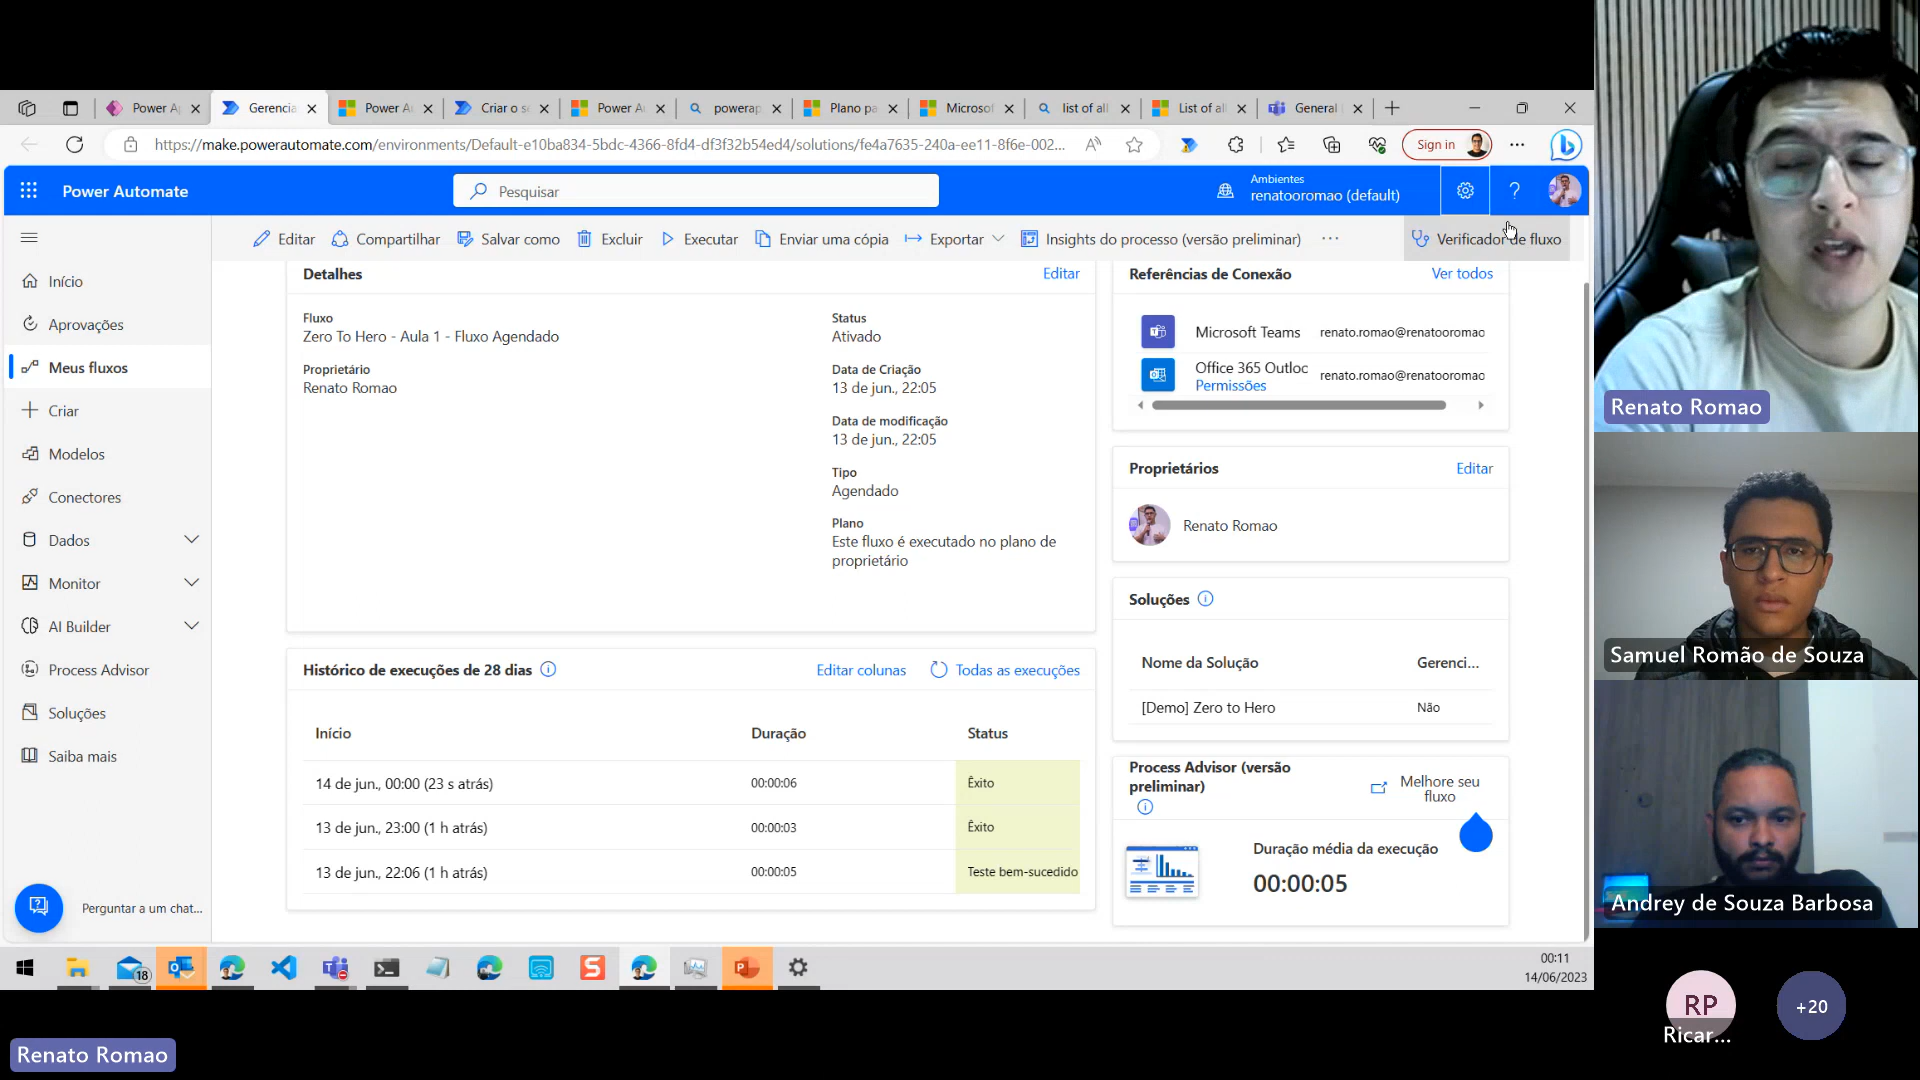 Power A
Gerencia
Power A
Criar o s
Power A
powerap
Plano pa
Microsof
list of all
List of all
General
https://make.powerautomate.com/environments/Default-e10ba834-5bdc-4366-8fd4-df3f32b54ed4/solutions/fe4a7635-240a-ee11-8f6e-002...
Sign in
Power Automate
Pesquisar
Ambientes
renatooromao (default)
Editar
Compartilhar
Salvar como
Excluir
Executar
Enviar uma cópia
Exportar
Insights do processo (versão preliminar)
Verificador de fluxo
Início
Aprovações
Meus fluxos
Criar
Modelos
Conectores
Dados
Monitor
AI Builder
Process Advisor
Soluções
Saiba mais
Perguntar a um chat...
Detalhes
Editar
Fluxo
Zero To Hero - Aula 1 - Fluxo Agendado
Proprietário
Renato Romao
Status
Ativado
Data de Criação
13 de jun., 22:05
Data de modificação
13 de jun., 22:05
Tipo
Agendado
Plano
Este fluxo é executado no plano de
proprietário
Histórico de execuções de 28 dias
Editar colunas
Todas as execuções
Início Duração Status
14 de jun., 00:00 (23 s atrás) 00:00:06 Êxito
13 de jun., 23:00 (1 h atrás) 00:00:03 Êxito
13 de jun., 22:06 (1 h atrás) 00:00:05 Teste bem-sucedido
Referências de Conexão
Ver todos
Microsoft Teams renato.romao@renatooromao
Office 365 Outloc renato.romao@renatooromao
Permissões
Proprietários
Editar
Renato Romao
Soluções
Nome da Solução Gerenci...
[Demo] Zero to Hero Não
Process Advisor (versão
preliminar)
Melhore seu
fluxo
Duração média da execução
00:00:05
18
00:11
14/06/2023
Renato Romao
Renato Romao
Samuel Romão de Souza
Andrey de Souza Barbosa
RP
Ricar...
+20